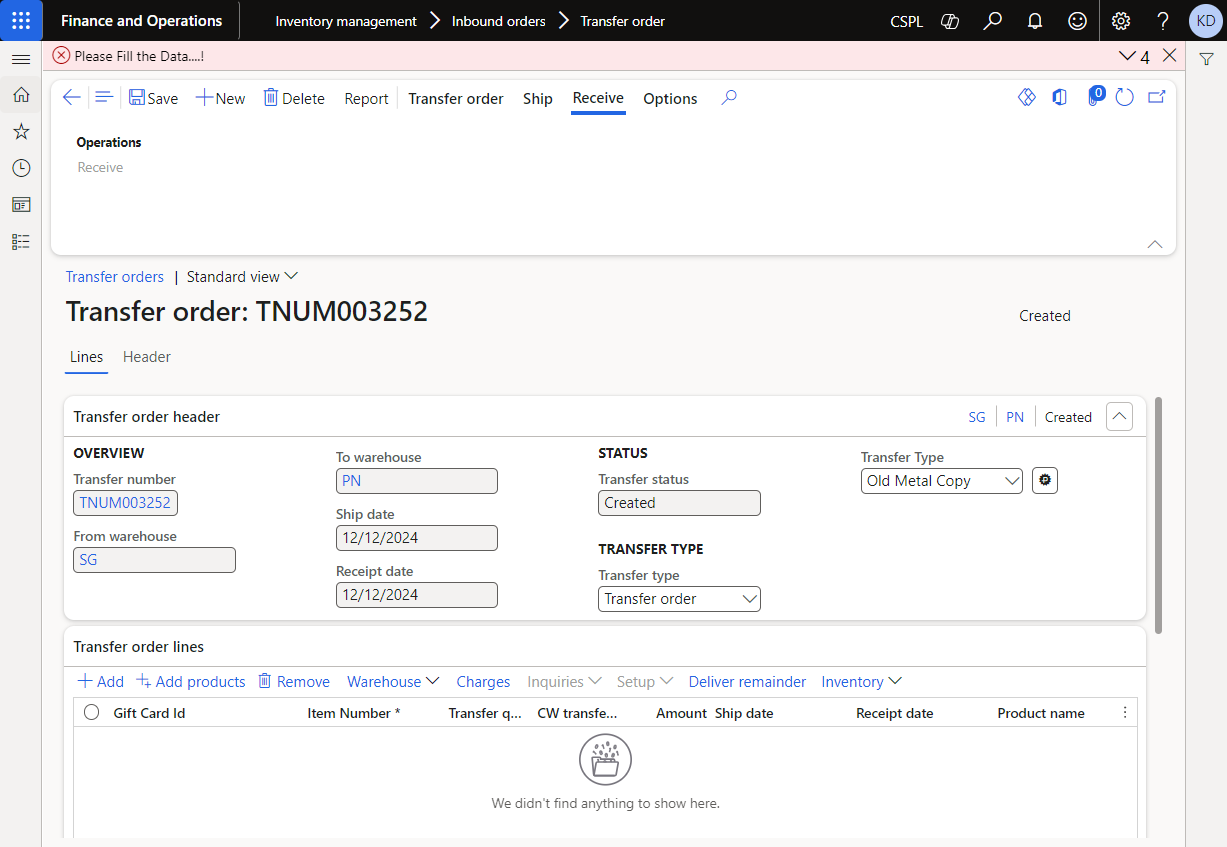 Finance and Operations Inventory management Inbound orders Transfer order CSPL KD
Please Fill the Data....! 4
Save New Delete Report Transfer order Ship Receive Options 0
Operations
Receive
Transfer orders | Standard view
Transfer order: TNUM003252 Created
Lines Header
Transfer order header SG PN Created
OVERVIEW
Transfer number
TNUM003252
From warehouse
SG
To warehouse
PN
Ship date
12/12/2024
Receipt date
12/12/2024
STATUS
Transfer status
Created
TRANSFER TYPE
Transfer type
Transfer order
Transfer Type
Old Metal Copy
Transfer order lines
Add Add products Remove Warehouse Charges Inquiries Setup Deliver remainder Inventory
Gift Card Id Item Number * Transfer q... CW transfe... Amount Ship date Receipt date Product name
We didn't find anything to show here.